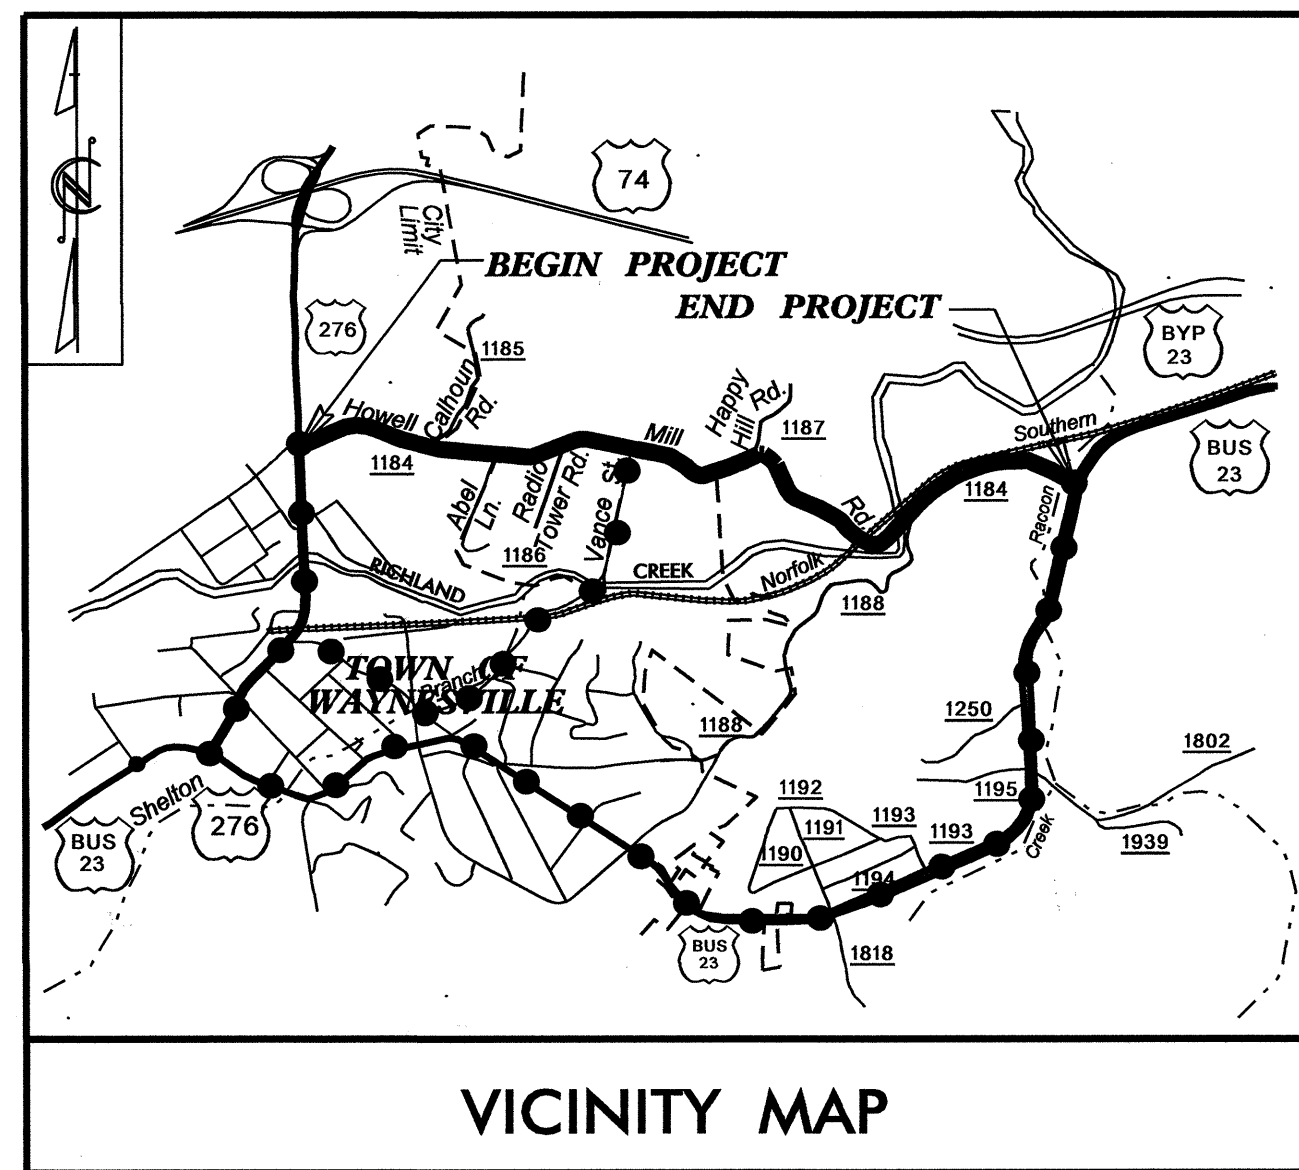 74
City
Limit
BEGIN PROJECT
END PROJECT
276
BYP
23
1185
Calhoun
Rd.
Happy
Hill Rd.
1187
Howell
Mill
Rd.
1184
Southern
BUS
23
1184
Abel
Ln.
Radio
Tower Rd.
Vance St.
1186
Racon
RICHLAND
CREEK
Norfolk
1188
TOWN OF
WAYNESVILLE
Branch
1188
1250
1802
Shelton
276
BUS
23
1192
1195
1191
1193
1193
1190
1194
Creek
1939
BUS
23
1818
VICINITY MAP